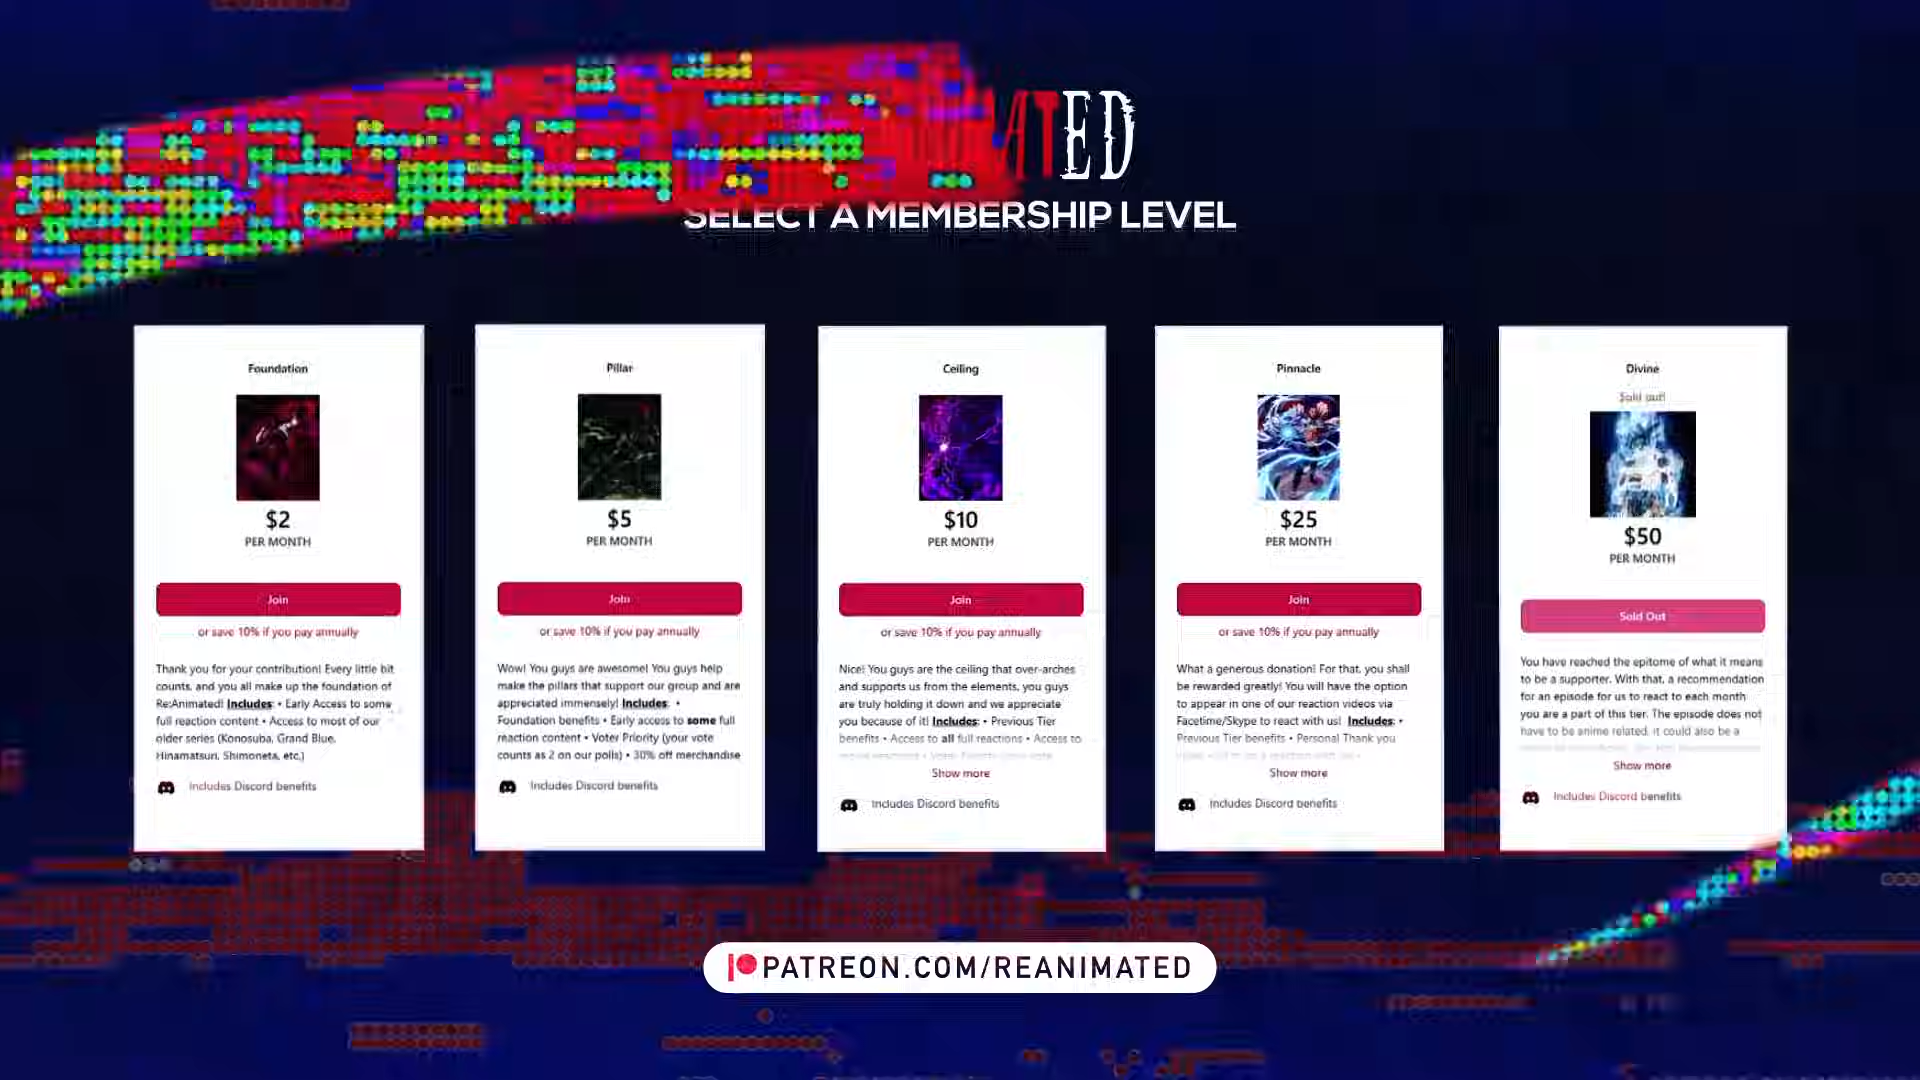 ATED
SELECT A MEMBERSHIP LEVEL
Foundation
$2
PER MONTH
Join
or save 10% if you pay annually
Thank you for your contribution! Every little bit
counts, and you all make up the foundation of
Re:Animated! Includes: • Early Access to some
full reaction content • Access to most of our
older series (Konosuba, Grand Blue,
Hinamatsuri, Shimoneta, etc.)
Includes Discord benefits
Pillar
$5
PER MONTH
Join
or save 10% if you pay annually
Wow! You guys are awesome! You guys help
make the pillars that support our group and are
appreciated immensely! Includes: •
Foundation benefits • Early access to some full
reaction content • Voter Priority (your vote
counts as 2 on our polls) • 30% off merchandise
Includes Discord benefits
Ceiling
$10
PER MONTH
Join
or save 10% if you pay annually
Nice! You guys are the ceiling that over-arches
and supports us from the elements, you guys
are truly holding it down and we appreciate
you because of it! Includes: • Previous Tier
benefits • Access to all full reactions • Access to
Show more
Includes Discord benefits
Pinnacle
$25
PER MONTH
Join
or save 10% if you pay annually
What a generous donation! For that, you shall
be rewarded greatly! You will have the option
to appear in one of our reaction videos via
Facetime/Skype to react with us! Includes: •
Previous Tier benefits • Personal Thank you
Show more
Includes Discord benefits
Divine
Sold out!
$50
PER MONTH
Sold Out
You have reached the epitome of what it means
to be a supporter. With that, a recommendation
for an episode for us to react to each month
you are a part of this tier. The episode does not
have to be anime related, it could also be a
Show more
Includes Discord benefits
PATREON.COM/REANIMATED